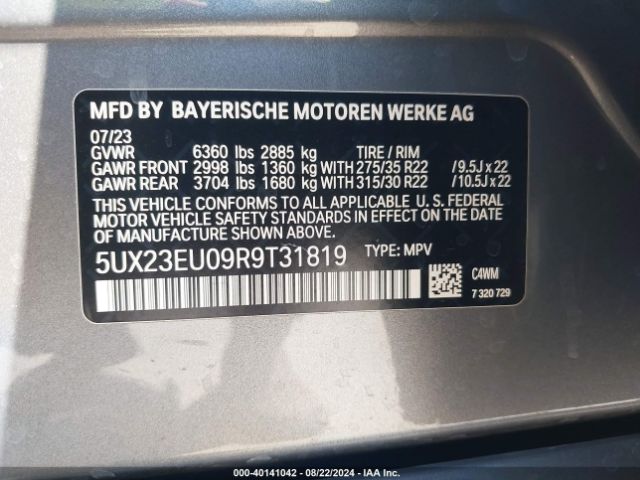 MFD BY BAYERISCHE MOTOREN WERKE AG
07/23
GVWR 6360 lbs 2885 kg TIRE / RIM
GAWR FRONT 2998 lbs 1360 kg WITH 275/35 R22 /9.5J x 22
GAWR REAR 3704 lbs 1680 kg WITH 315/30 R22 /10.5J x 22
THIS VEHICLE CONFORMS TO ALL APPLICABLE U. S. FEDERAL
MOTOR VEHICLE SAFETY STANDARDS IN EFFECT ON THE DATE
OF MANUFACTURE SHOWN ABOVE.
5UX23EU09R9T31819 TYPE: MPV
C4WM
7 320 729
000-40141042 - 08/22/2024 - IAA Inc.